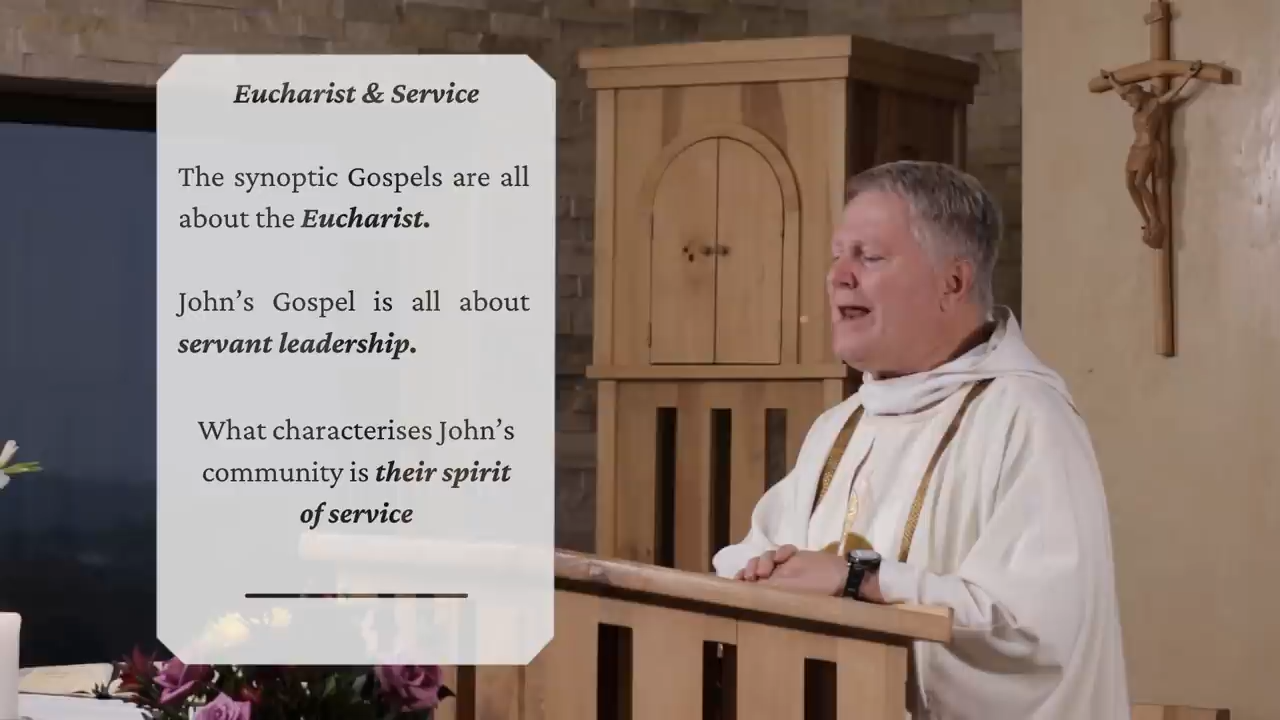 Eucharist & Service
The synoptic Gospels are all
about the Eucharist.
John's Gospel is all about
servant leadership.
What characterises John's
community is their spirit
of service